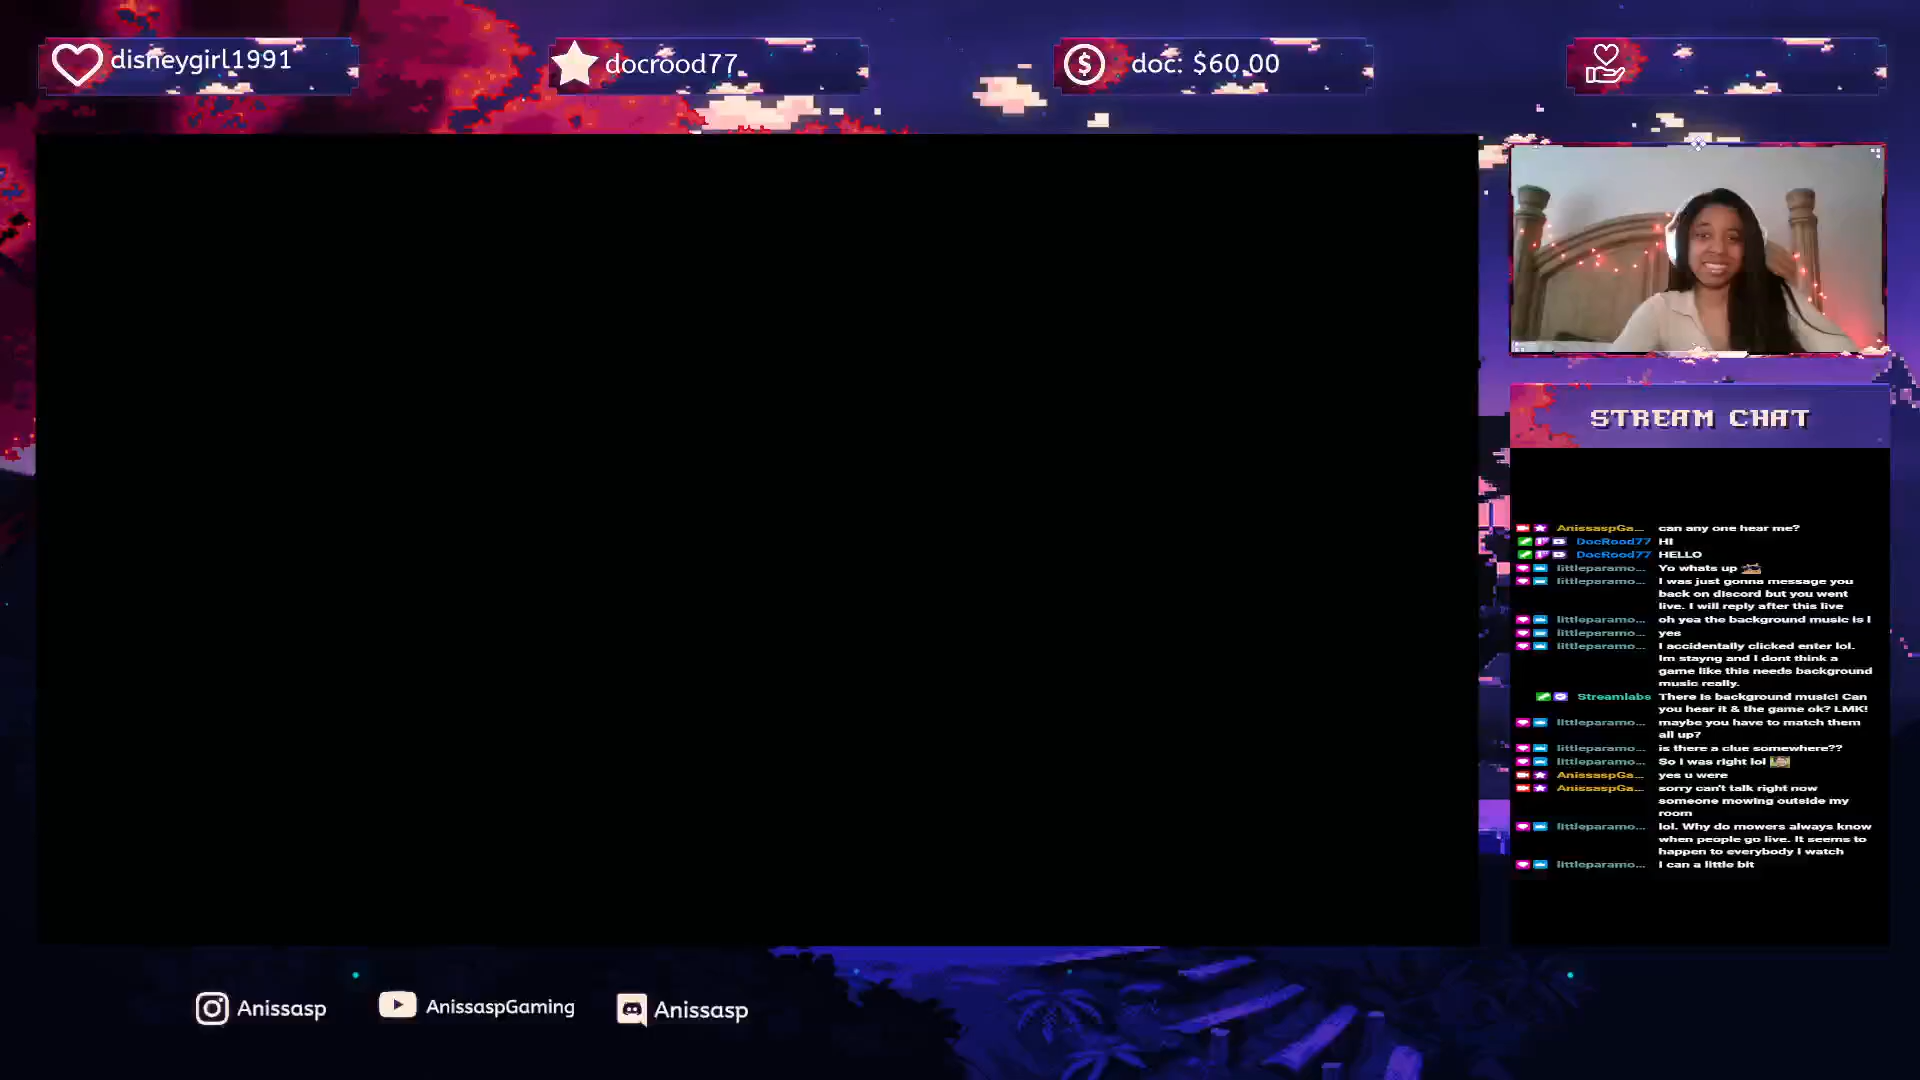 disneygirl1991
docrood77
doc: $60.00
STREAM CHAT
AnissaspGa... can any one hear me?
DocRood77 HI
DocRood77 HELLO
littleparamo... Yo whats up
littleparamo... I was just gonna message you
back on discord but you went
live. I will reply after this live
littleparamo... oh yea the background music is l
littleparamo... yes
littleparamo... I accidentally clicked enter lol.
Im stayng and I dont think a
game like this needs background
music really.
Streamlabs There is background music! Can
you hear it & the game ok? LMK!
littleparamo... maybe you have to match them
all up?
littleparamo... is there a clue somewhere??
littleparamo... So I was right lol
AnissaspGa... yes u were
AnissaspGa... sorry can't talk right now
someone mowing outside my
room
littleparamo... lol. Why do mowers always know
when people go live. It seems to
happen to everybody I watch
littleparamo... I can a little bit
Anissasp
AnissaspGaming
Anissasp